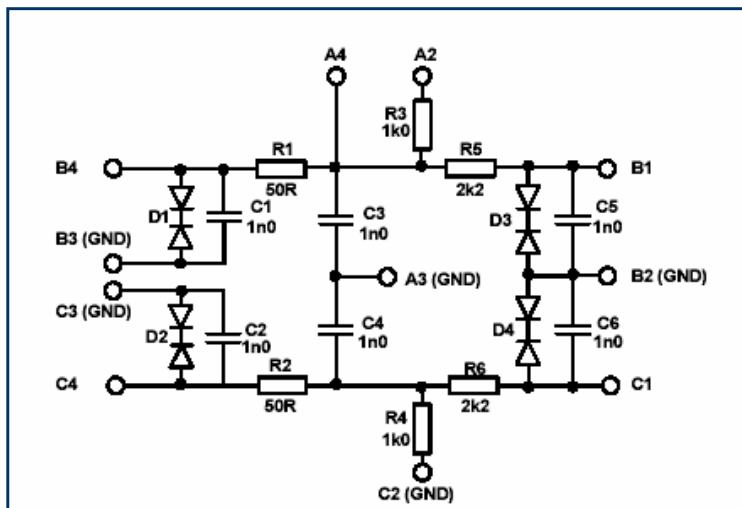 A4 A2
R3
1k0
B4 R1 R5 B1
50R 2k2
D1 C1
1n0
C3
1n0
D3 C5
1n0
B3 (GND)
A3 (GND) B2 (GND)
C3 (GND)
D2 C2
1n0
C4
1n0
D4 C6
1n0
C4 R2 R6 C1
50R 2k2
R4
1k0
C2 (GND)